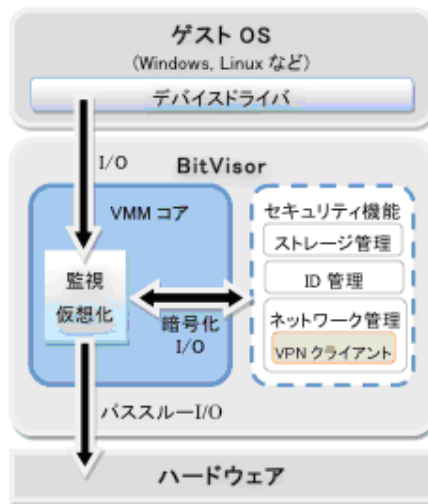 ゲスト OS
(Windows, Linux など)
デバイスドライバ
I/O
BitVisor
VMM コア
監視
仮想化
暗号化
I/O
セキュリティ機能
ストレージ管理
ID 管理
ネットワーク管理
VPN クライアント
パススルーI/O
ハードウェア